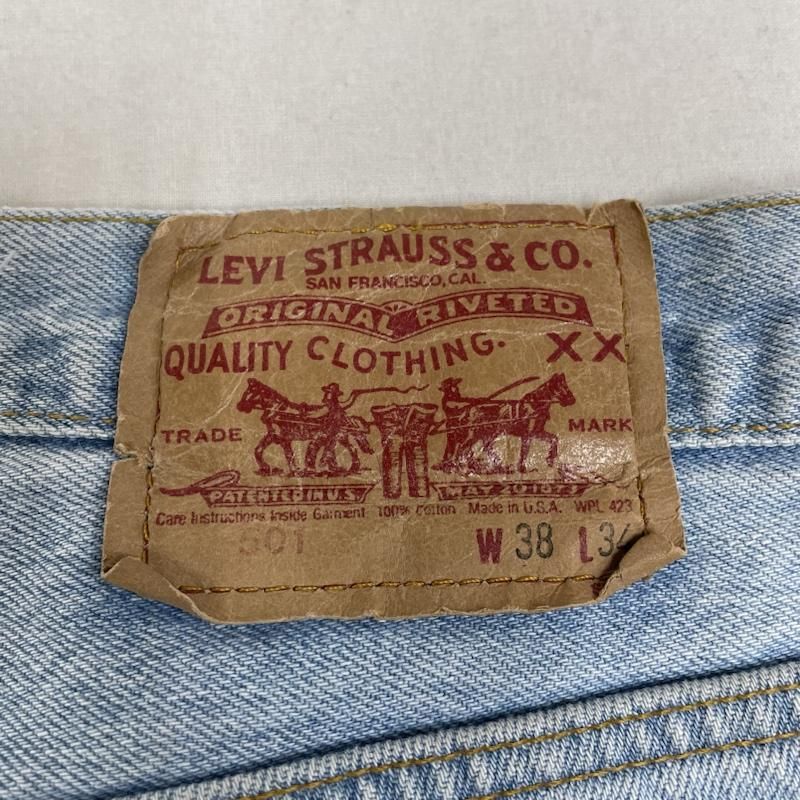 LEVI STRAUSS & CO.
SAN FRANCISCO, CAL.
ORIGINAL RIVETED
QUALITY CLOTHING. XX
TRADE MARK
PATENTED IN U.S. MAY 20 1873
Care Instructions Inside Garment 100% Cotton Made in U.S.A. WPL 423
501 W 38 L 34